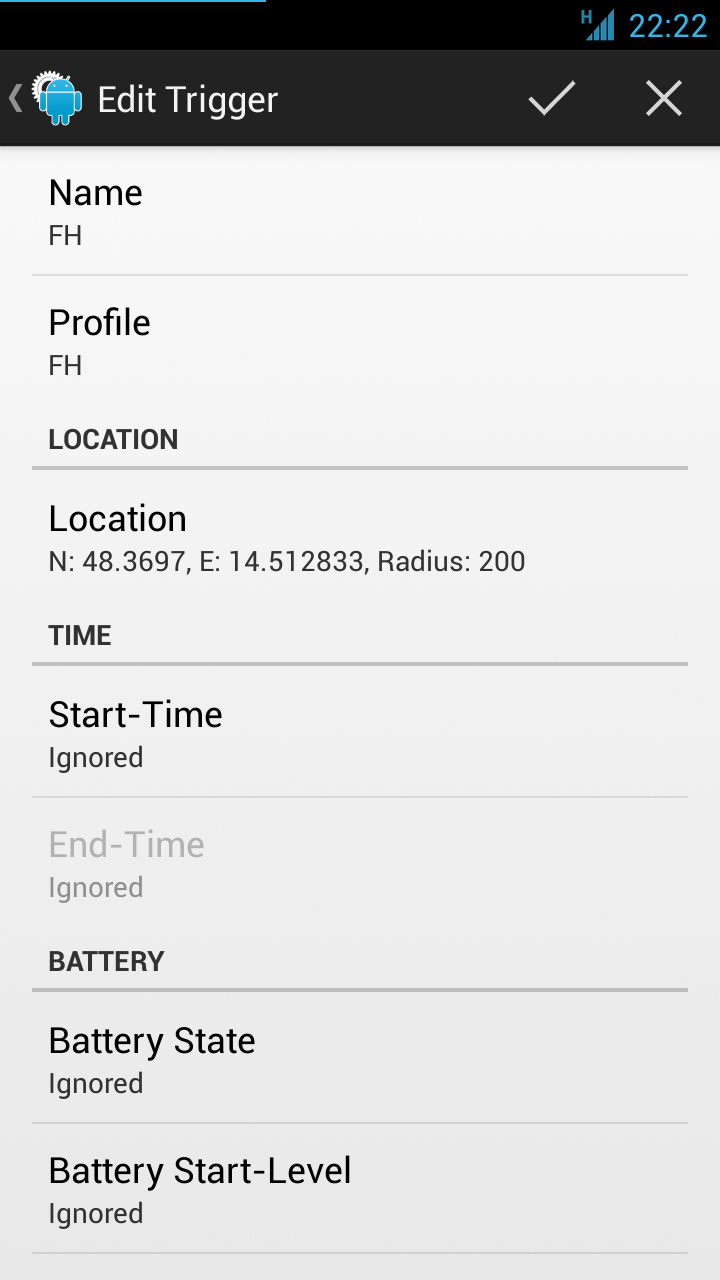 H 22:22
Edit Trigger
Name
FH
Profile
FH
LOCATION
Location
N: 48.3697, E: 14.512833, Radius: 200
TIME
Start-Time
Ignored
End-Time
Ignored
BATTERY
Battery State
Ignored
Battery Start-Level
Ignored